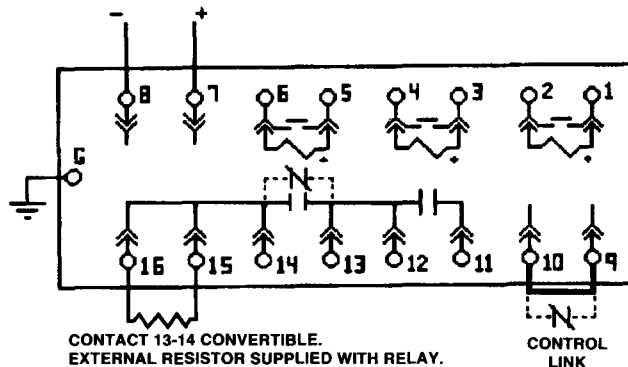 - +
8 7 6 5 4 3 2 1
+ + +
G
16 15 14 13 12 11 10 9
CONTACT 13-14 CONVERTIBLE.
EXTERNAL RESISTOR SUPPLIED WITH RELAY.
CONTROL
LINK